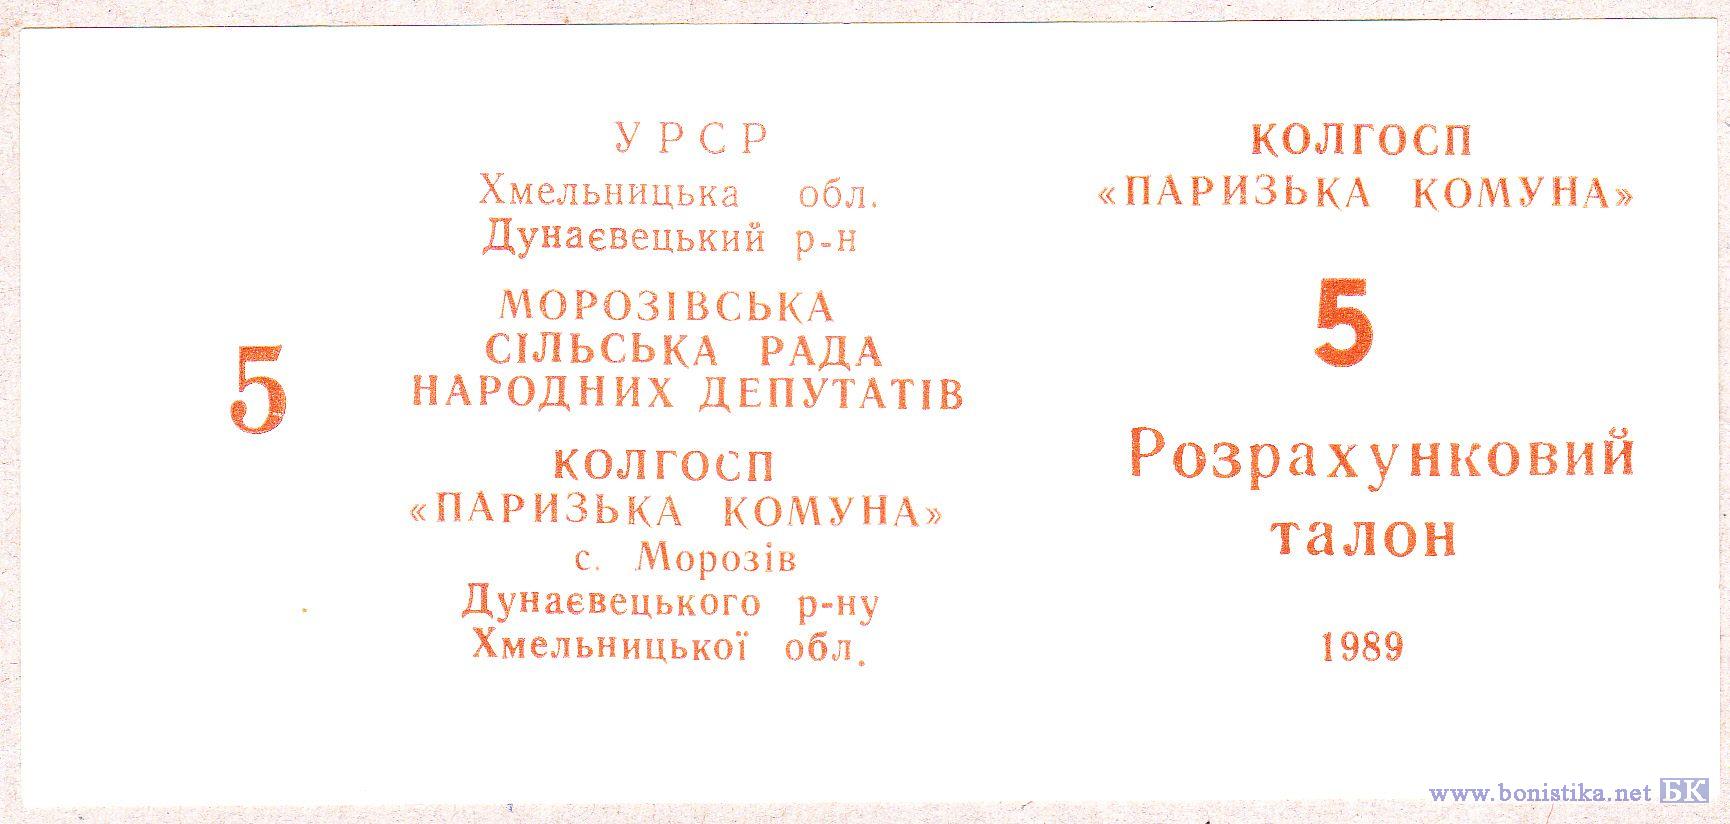 УРСР
Хмельницька обл.
Дунаєвецький р-н
МОРОЗІВСЬКА
СІЛЬСЬКА РАДА
НАРОДНИХ ДЕПУТАТІВ
5
КОЛГОСП
«ПАРИЗЬКА КОМУНА»
с. Морозів
Дунаєвецького р-ну
Хмельницької обл.
КОЛГОСП
«ПАРИЗЬКА КОМУНА»
5
Розрахунковий
талон
1989
www.bonistika.net БК